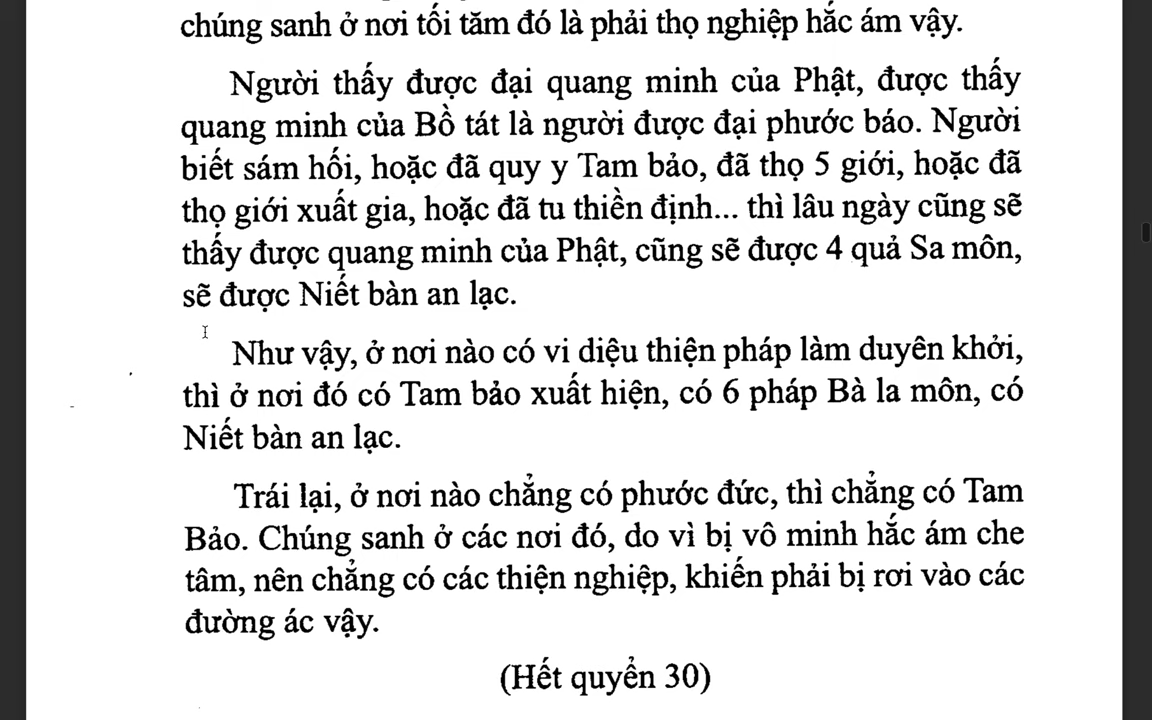 chúng sanh ở nơi tối tăm đó là phải thọ nghiệp hắc ám vậy.
Người thấy được đại quang minh của Phật, được thấy
quang minh của Bồ tát là người được đại phước báo. Người
biết sám hối, hoặc đã quy y Tam bảo, đã thọ 5 giới, hoặc đã
thọ giới xuất gia, hoặc đã tu thiền định... thì lâu ngày cũng sẽ
thấy được quang minh của Phật, cũng sẽ được 4 quả Sa môn,
sẽ được Niết bàn an lạc.
Như vậy, ở nơi nào có vi diệu thiện pháp làm duyên khởi,
thì ở nơi đó có Tam bảo xuất hiện, có 6 pháp Bà la môn, có
Niết bàn an lạc.
Trái lại, ở nơi nào chẳng có phước đức, thì chẳng có Tam
Bảo. Chúng sanh ở các nơi đó, do vì bị vô minh hắc ám che
tâm, nên chẳng có các thiện nghiệp, khiến phải bị rơi vào các
đường ác vậy.
(Hết quyển 30)